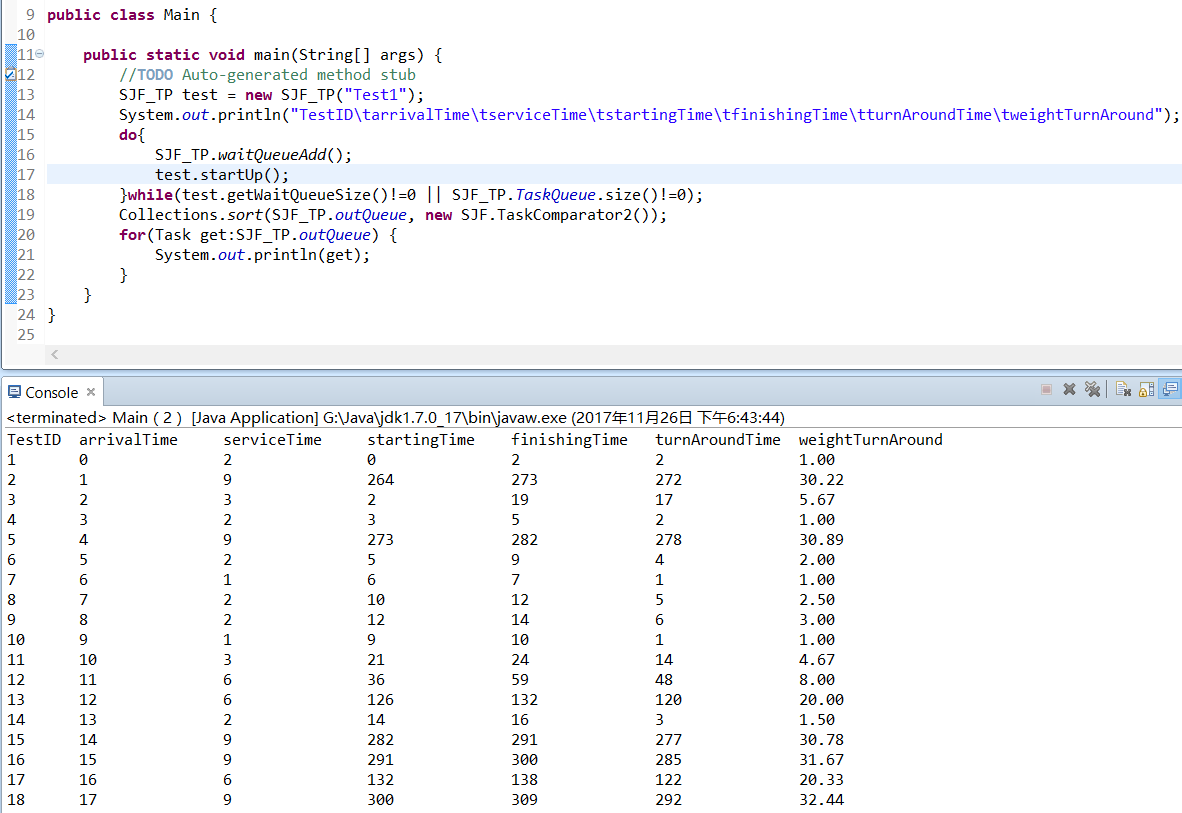 9 public class Main {
10
11 public static void main(String[] args) {
12 //TODO Auto-generated method stub
13 SJF_TP test = new SJF_TP("Test1");
14 System.out.println("TestID\tarrivalTime\tserviceTime\tstartingTime\tfinishingTime\tturnAroundTime\tweightTurnAround");
15 do{
16 SJF_TP.waitQueueAdd();
17 test.startUp();
18 }while(test.getWaitQueueSize()!=0 || SJF_TP.TaskQueue.size()!=0);
19 Collections.sort(SJF_TP.outQueue, new SJF.TaskComparator2());
20 for(Task get:SJF_TP.outQueue) {
21 System.out.println(get);
22 }
23 }
24 }
25
Console
<terminated> Main (2) [Java Application] G:\Java\jdk1.7.0_17\bin\javaw.exe (2017年11月26日 下午6:43:44)
TestID arrivalTime serviceTime startingTime finishingTime turnAroundTime weightTurnAround
1 0 2 0 2 2 1.00
2 1 9 264 273 272 30.22
3 2 3 2 19 17 5.67
4 3 2 3 5 2 1.00
5 4 9 273 282 278 30.89
6 5 2 5 9 4 2.00
7 6 1 6 7 1 1.00
8 7 2 10 12 5 2.50
9 8 2 12 14 6 3.00
10 9 1 9 10 1 1.00
11 10 3 21 24 14 4.67
12 11 6 36 59 48 8.00
13 12 6 126 132 120 20.00
14 13 2 14 16 3 1.50
15 14 9 282 291 277 30.78
16 15 9 291 300 285 31.67
17 16 6 132 138 122 20.33
18 17 9 300 309 292 32.44